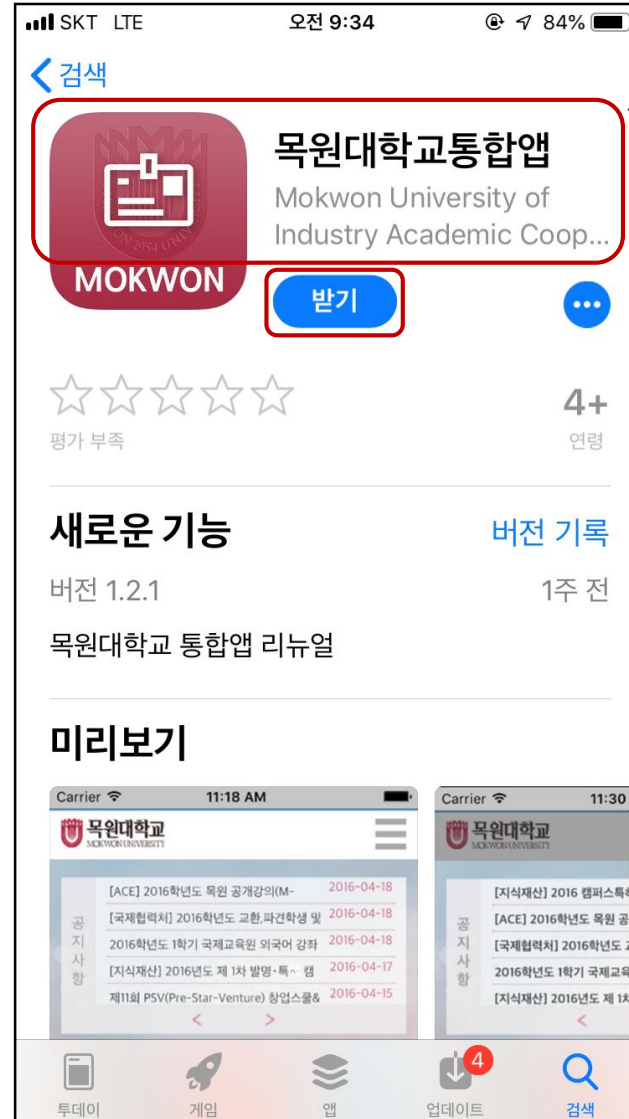 SKT LTE 오전 9:34 84%
검색
목원대학교통합앱
Mokwon University of
Industry Academic Coop...
MOKWON
받기
4+
평가 부족 연령
새로운 기능 버전 기록
버전 1.2.1 1주 전
목원대학교 통합앱 리뉴얼
미리보기
Carrier 11:18 AM
목원대학교
MOKWON UNIVERSITY
공지사항
[ACE] 2016학년도 목원 공개강의(M- 2016-04-18
[국제협력처] 2016학년도 교환,파견학생 및 2016-04-18
2016학년도 1학기 국제교육원 외국어 강좌 2016-04-18
[지식재산] 2016년도 제 1차 발명·특^ 캠 2016-04-17
제11회 PSV(Pre-Star-Venture) 창업스쿨& 2016-04-15
< >
Carrier 11:30
목원대학교
MOKWON UNIVERSITY
공지사항
[지식재산] 2016 캠퍼스특
[ACE] 2016학년도 목원 공
[국제협력처] 2016학년도
2016학년도 1학기 국제교육
[지식재산] 2016년도 제 1차
<
4
투데이 게임 앱 업데이트 검색